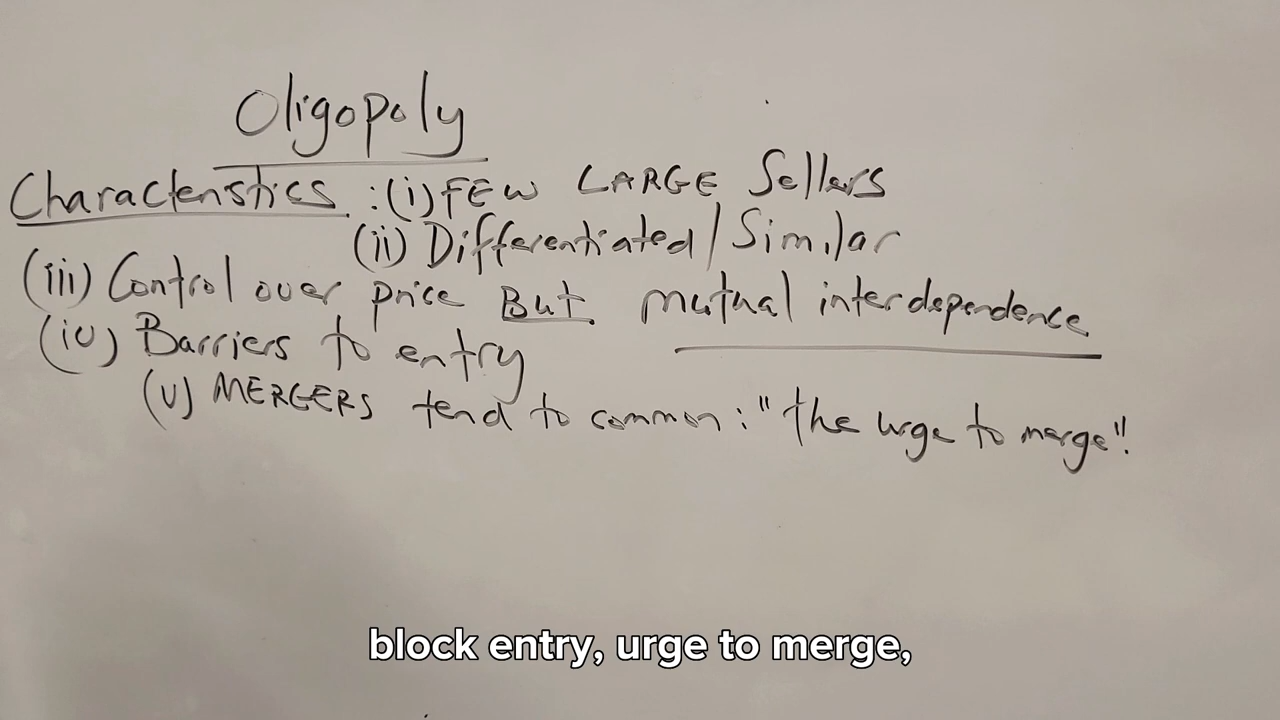 Oligopoly
Characteristics : (i) FEW LARGE Sellers
(ii) Differentiated/Similar
(iii) Control over price But mutual interdependence
(iv) Barriers to entry
(v) MERGERS tend to common: "the urge to merge"!
block entry, urge to merge,